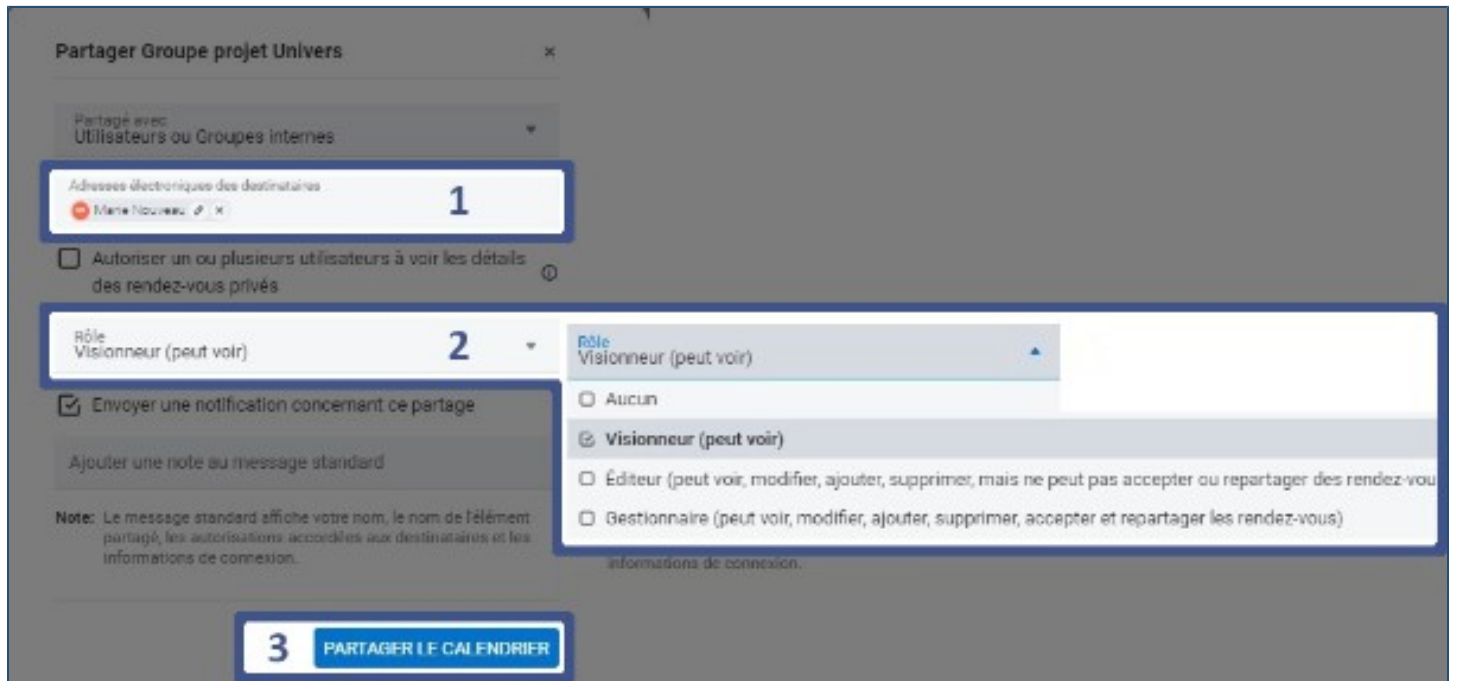 Partager Groupe projet Univers ×
Partagé avec
Utilisateurs ou Groupes internes
Adresses électroniques des destinataires
Marie Nouveau
1
Autoriser un ou plusieurs utilisateurs à voir les détails
des rendez-vous privés
Rôle
Visionneur (peut voir)
2
Rôle
Visionneur (peut voir)
Aucun
Visionneur (peut voir)
Éditeur (peut voir, modifier, ajouter, supprimer, mais ne peut pas accepter ou repartager des rendez-vou
Gestionnaire (peut voir, modifier, ajouter, supprimer, accepter et repartager les rendez-vous)
Envoyer une notification concernant ce partage
Ajouter une note au message standard
Note: Le message standard affiche votre nom, le nom de l'élément
partagé, les autorisations accordées aux destinataires et les
informations de connexion.
informations de connexion.
3
PARTAGER LE CALENDRIER